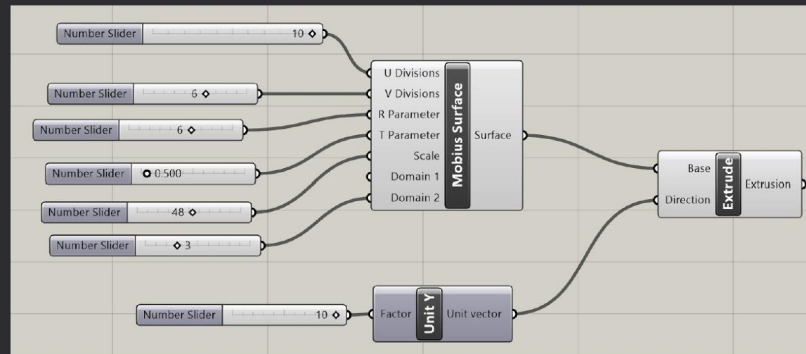 Number Slider 10
Number Slider 6
Number Slider 6
Number Slider 0.500
Number Slider 48
Number Slider 3
U Divisions
V Divisions
R Parameter
T Parameter
Scale
Domain 1
Domain 2
Mobius Surface
Surface
Base
Direction
Extrude
Extrusion
Number Slider 10
Factor
Unit Y
Unit vector